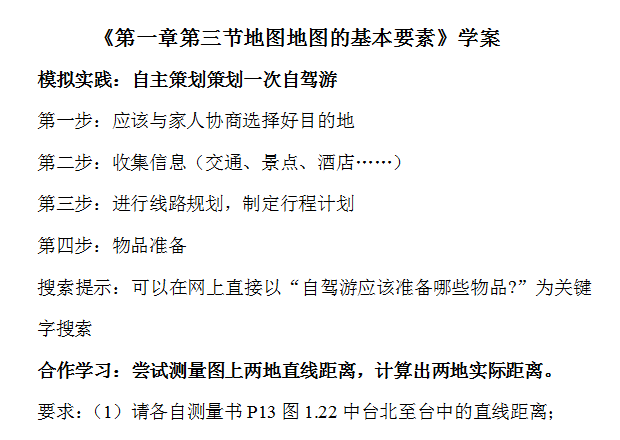 《第一章第三节地图地图的基本要素》学案
模拟实践：自主策划策划一次自驾游
第一步：应该与家人协商选择好目的地
第二步：收集信息（交通、景点、酒店……）
第三步：进行线路规划，制定行程计划
第四步：物品准备
搜索提示：可以在网上直接以“自驾游应该准备哪些物品?”为关键
字搜索
合作学习：尝试测量图上两地直线距离，计算出两地实际距离。
要求：（1）请各自测量书 P13 图 1.22 中台北至台中的直线距离；